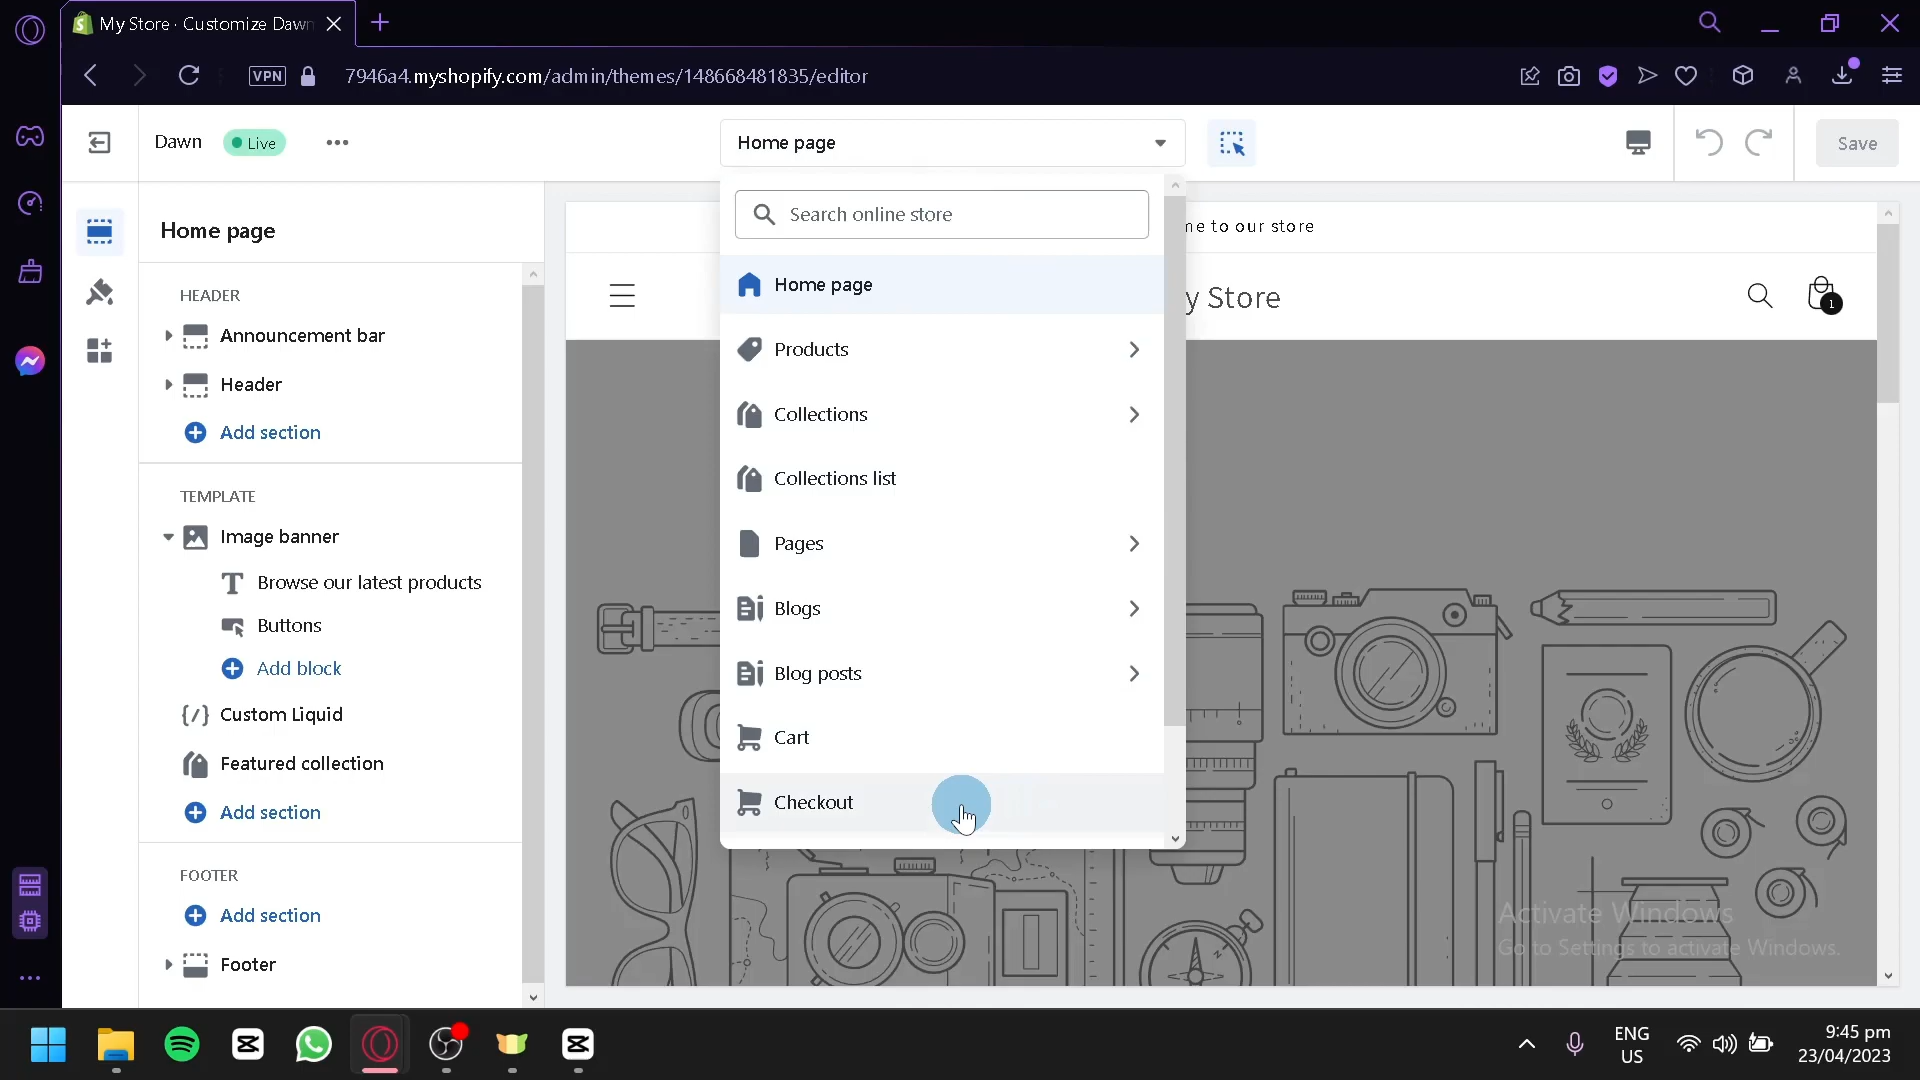 My Store · Customize Dawn
VPN
7946a4.myshopify.com/admin/themes/148668481835/editor
Dawn
Live
Home page
Save
Home page
HEADER
Announcement bar
Header
Add section
TEMPLATE
Image banner
Browse our latest products
Buttons
Add block
Custom Liquid
Featured collection
Add section
FOOTER
Add section
Footer
Search online store
Home page
Products
Collections
Collections list
Pages
Blogs
Blog posts
Cart
Checkout
me to our store
y Store
1
Activate Windows
Go to Settings to activate Windows.
ENG
US
9:45 pm
23/04/2023